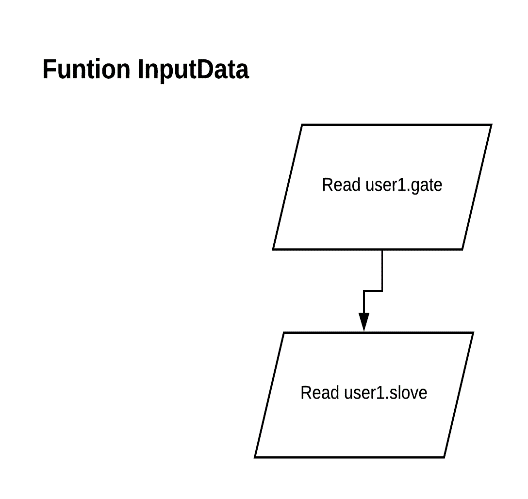 Funtion InputData
Read user1.gate
Read user1.slove